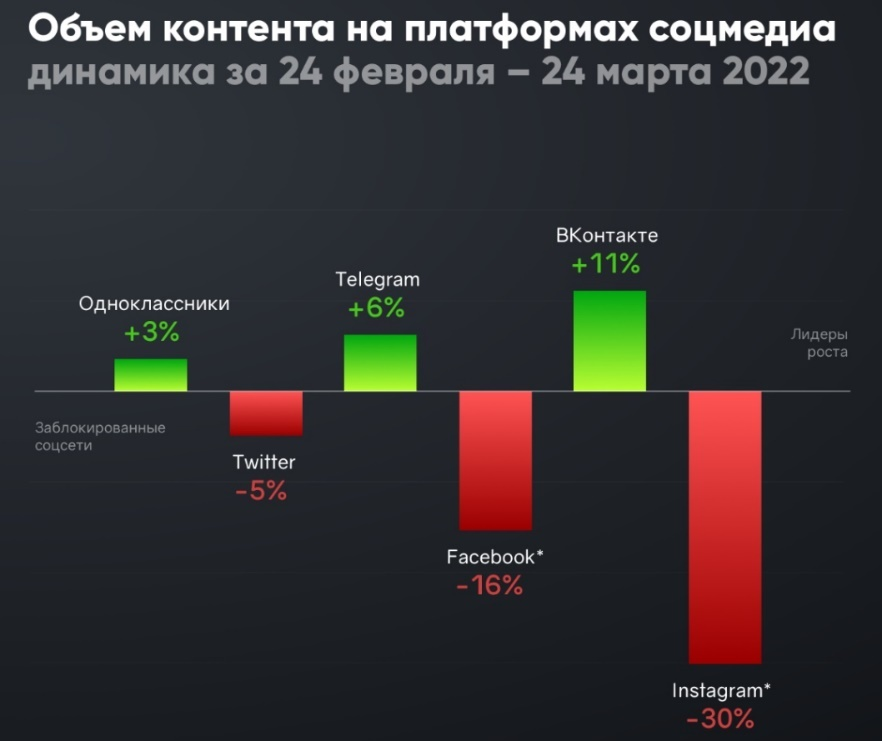 Объем контента на платформах соцмедиа
динамика за 24 февраля – 24 марта 2022
ВКонтакте
+11%
Telegram
+6%
Одноклассники
+3%
Лидеры
роста
Заблокированные
соцсети
Twitter
-5%
Facebook*
-16%
Instagram*
-30%